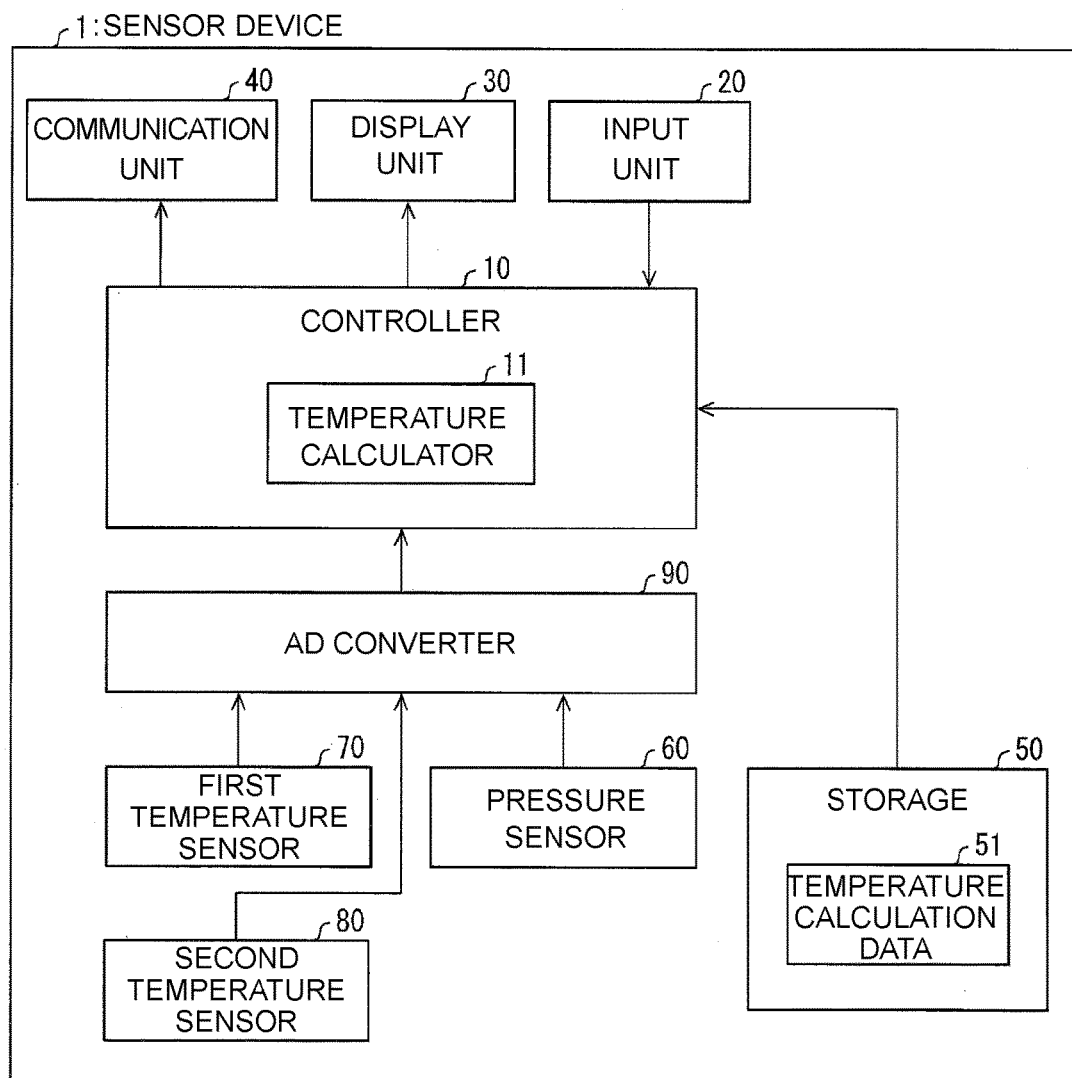 1:SENSOR DEVICE
40
COMMUNICATION
UNIT
30
DISPLAY
UNIT
20
INPUT
UNIT
10
CONTROLLER
11
TEMPERATURE
CALCULATOR
90
AD CONVERTER
70
FIRST
TEMPERATURE
SENSOR
60
PRESSURE
SENSOR
50
STORAGE
51
TEMPERATURE
CALCULATION
DATA
80
SECOND
TEMPERATURE
SENSOR